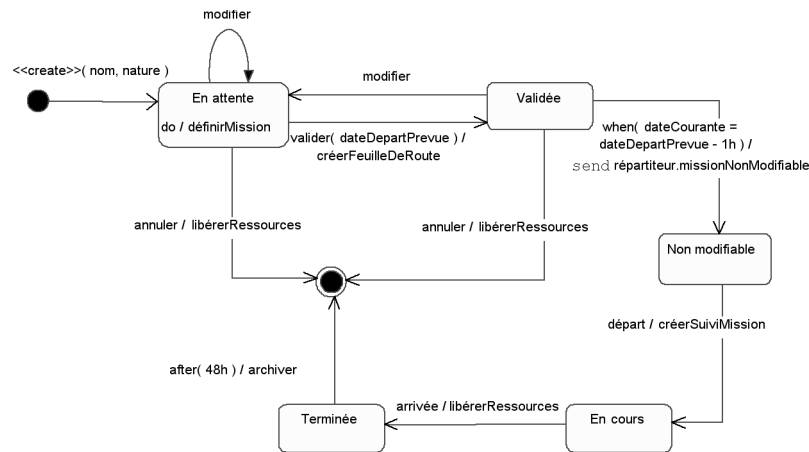 modifier
<<create>>( nom, nature )
En attente
do / définirMission
modifier
Validée
valider( dateDepartPrevue ) /
créerFeuilleDeRoute
when( dateCourante =
dateDepartPrevue - 1h ) /
send répartiteur.missionNonModifiable
annuler / libérerRessources
annuler / libérerRessources
Non modifiable
départ / créerSuiviMission
after( 48h ) / archiver
Terminée
arrivée / libérerRessources
En cours